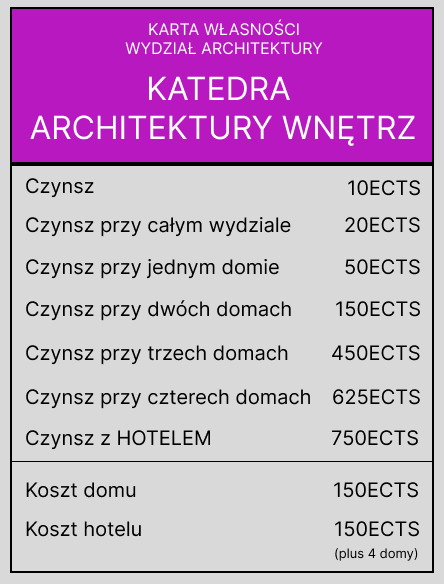 KARTA WŁASNOŚCI
WYDZIAŁ ARCHITEKTURY
KATEDRA
ARCHITEKTURY WNĘTRZ
Czynsz 10ECTS
Czynsz przy całym wydziale 20ECTS
Czynsz przy jednym domie 50ECTS
Czynsz przy dwóch domach 150ECTS
Czynsz przy trzech domach 450ECTS
Czynsz przy czterech domach 625ECTS
Czynsz z HOTELEM 750ECTS
Koszt domu 150ECTS
Koszt hotelu 150ECTS
(plus 4 domy)